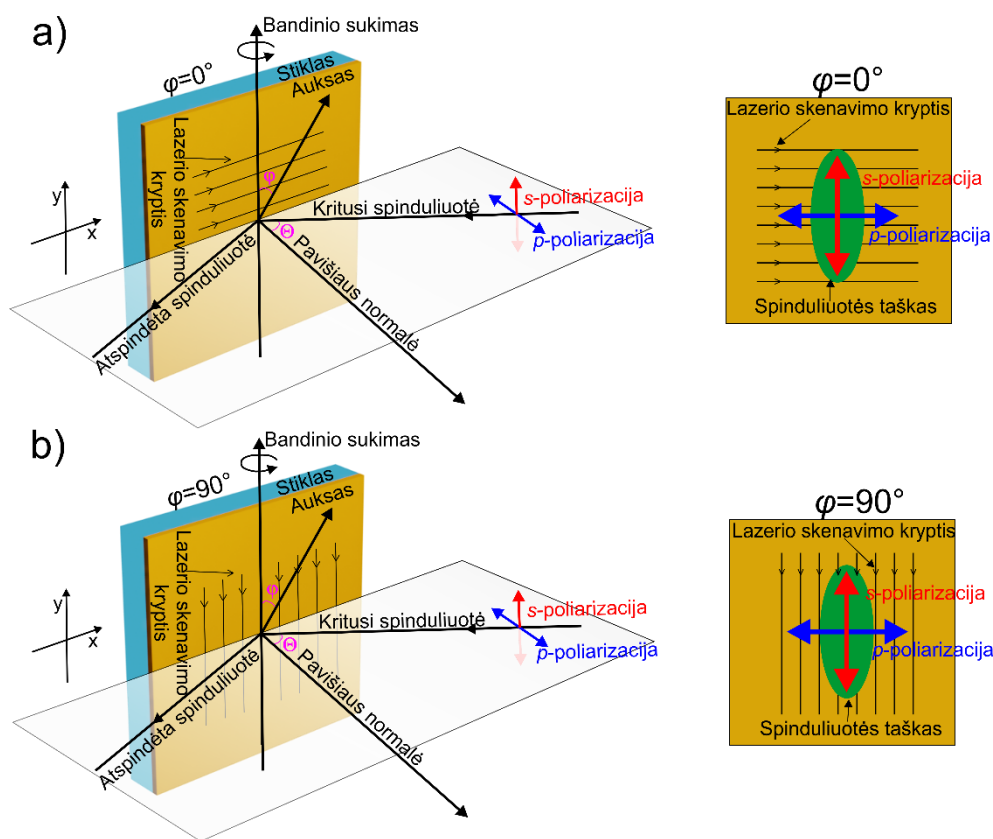 a)
Bandinio sukimas
φ=0°
Stiklas
Auksas
Lazerio skenavimo
kryptis
φ
y
x
s-poliarizacija
Kritusi spinduliuotė
p-poliarizacija
Θ
Pavišiaus normalė
Atspindėta spinduliuotė
φ=0°
Lazerio skenavimo kryptis
s-poliarizacija
p-poliarizacija
Spinduliuotės taškas
b)
Bandinio sukimas
φ=90°
Stiklas
Auksas
Lazerio skenavimo
kryptis
φ
y
x
s-poliarizacija
Kritusi spinduliuotė
p-poliarizacija
Θ
Pavišiaus normalė
Atspindėta spinduliuotė
φ=90°
Lazerio skenavimo kryptis
s-poliarizacija
p-poliarizacija
Spinduliuotės taškas